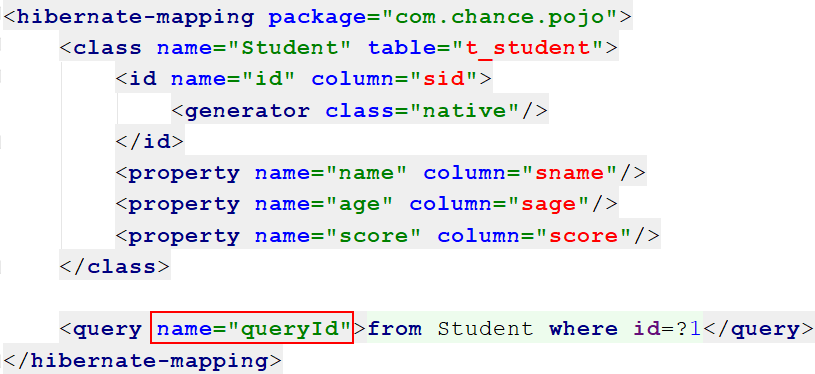 <hibernate-mapping package="com.chance.pojo">
<class name="Student" table="t_student">
<id name="id" column="sid">
<generator class="native"/>
</id>
<property name="name" column="sname"/>
<property name="age" column="sage"/>
<property name="score" column="score"/>
</class>
<query name="queryId">from Student where id=?1</query>
</hibernate-mapping>